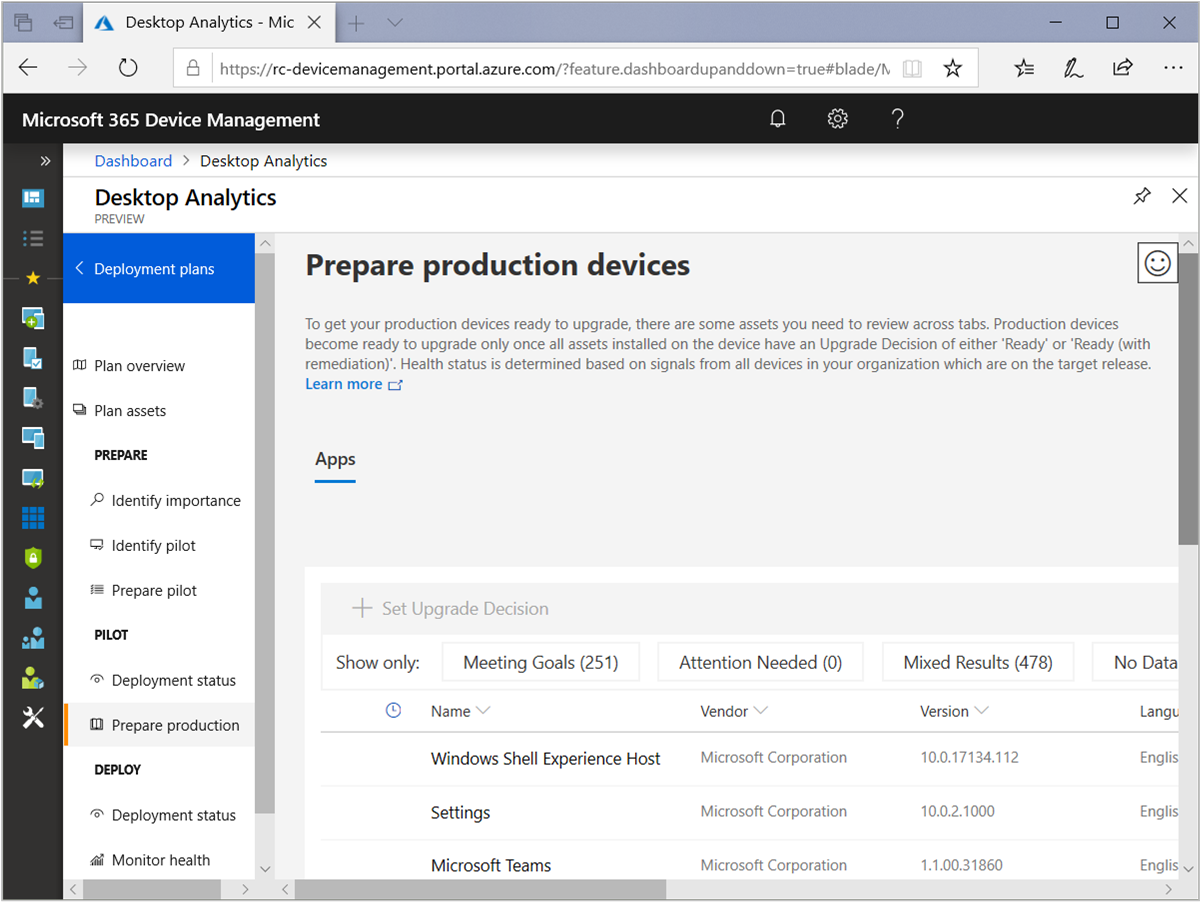 Desktop Analytics - Mic
https://rc-devicemanagement.portal.azure.com/?feature.dashboardupanddown=true#blade/M
Microsoft 365 Device Management
?
Dashboard > Desktop Analytics
Desktop Analytics
PREVIEW
Deployment plans
Plan overview
Plan assets
PREPARE
Identify importance
Identify pilot
Prepare pilot
PILOT
Deployment status
Prepare production
DEPLOY
Deployment status
Monitor health
Prepare production devices
To get your production devices ready to upgrade, there are some assets you need to review across tabs. Production devices
become ready to upgrade only once all assets installed on the device have an Upgrade Decision of either 'Ready' or 'Ready (with
remediation)'. Health status is determined based on signals from all devices in your organization which are on the target release.
Learn more
Apps
+ Set Upgrade Decision
Show only: Meeting Goals (251) Attention Needed (0) Mixed Results (478) No Data
Name Vendor Version Langu
Windows Shell Experience Host Microsoft Corporation 10.0.17134.112 Englis
Settings Microsoft Corporation 10.0.2.1000 Englis
Microsoft Teams Microsoft Corporation 1.1.00.31860 Englis